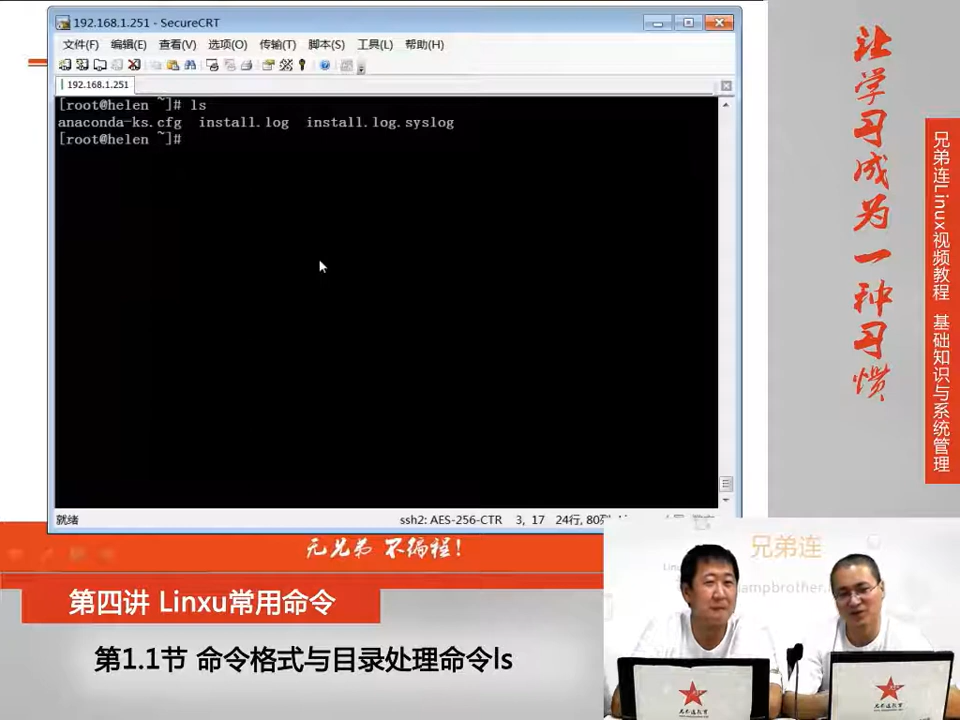 192.168.1.251 - SecureCRT
文件(F) 编辑(E) 查看(V) 选项(O) 传输(T) 脚本(S) 工具(L) 帮助(H)
192.168.1.251
[root@helen ~]# ls
anaconda-ks.cfg install.log install.log.syslog
[root@helen ~]#
就绪
ssh2: AES-256-CTR 3, 17 24行, 80列
让学习成为一种习惯
兄弟连Linux视频教程 基础知识与系统管理
无兄弟 不编程!
第四讲 Linxu常用命令
第1.1节 命令格式与目录处理命令ls
兄弟连